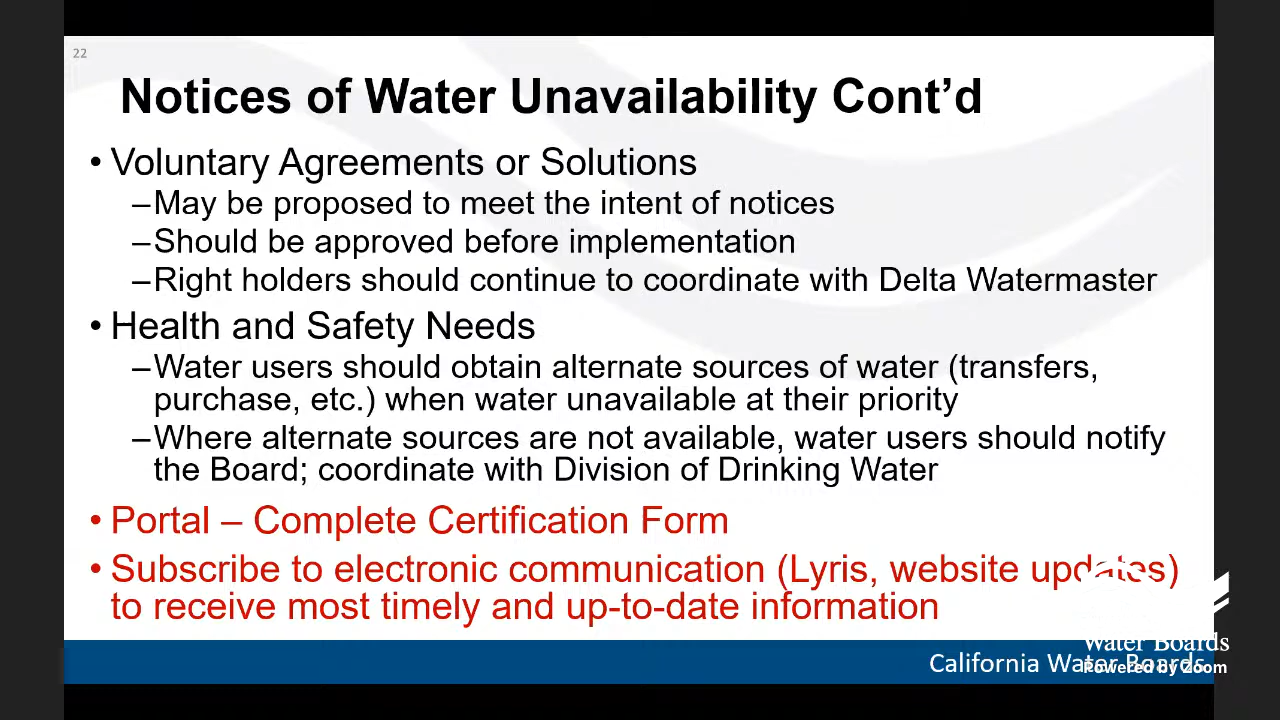 22
Notices of Water Unavailability Cont’d
• Voluntary Agreements or Solutions
–May be proposed to meet the intent of notices
–Should be approved before implementation
–Right holders should continue to coordinate with Delta Watermaster
• Health and Safety Needs
–Water users should obtain alternate sources of water (transfers,
purchase, etc.) when water unavailable at their priority
–Where alternate sources are not available, water users should notify
the Board; coordinate with Division of Drinking Water
• Portal – Complete Certification Form
• Subscribe to electronic communication (Lyris, website updates)
to receive most timely and up-to-date information
Water Boards
California Water Boards
Powered by Zoom